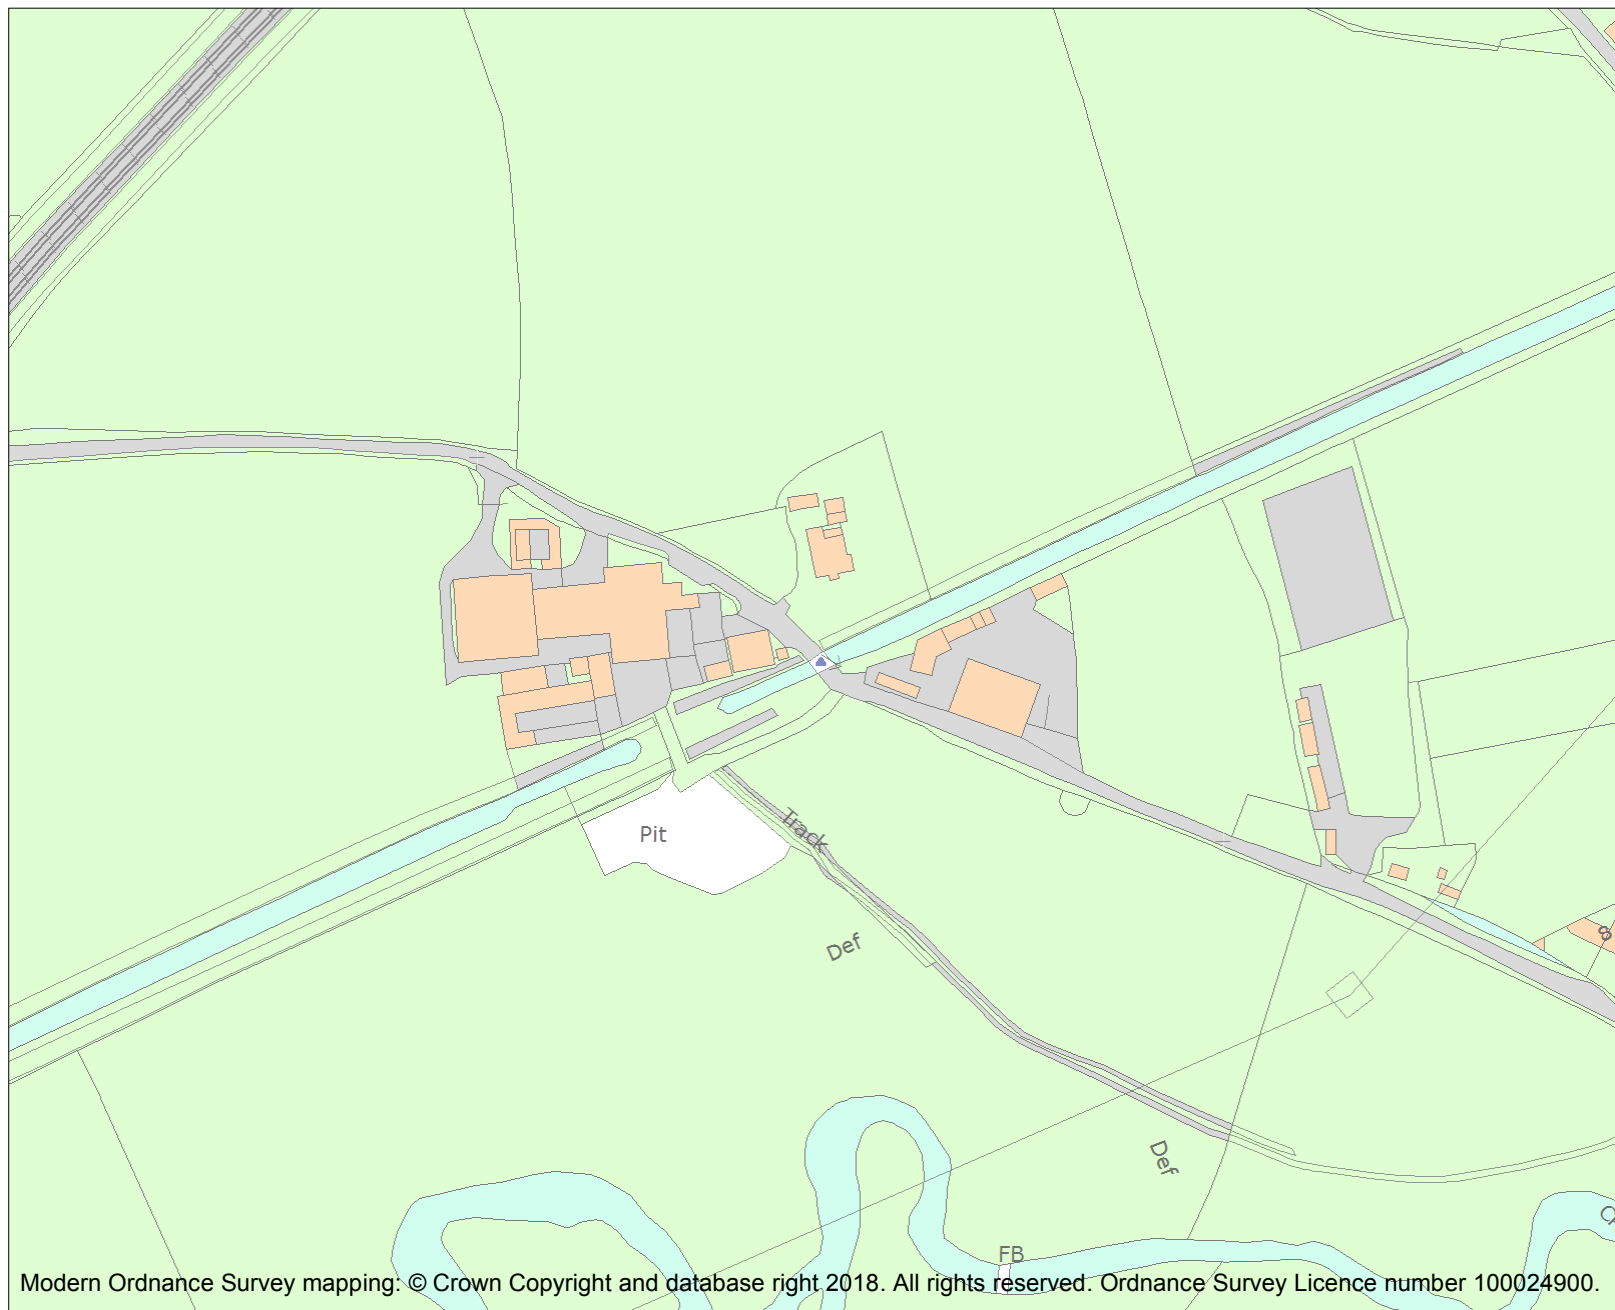 Pit
Track
Def
8
Def
FB
Modern Ordnance Survey mapping: © Crown Copyright and database right 2018. All rights reserved. Ordnance Survey Licence number 100024900.